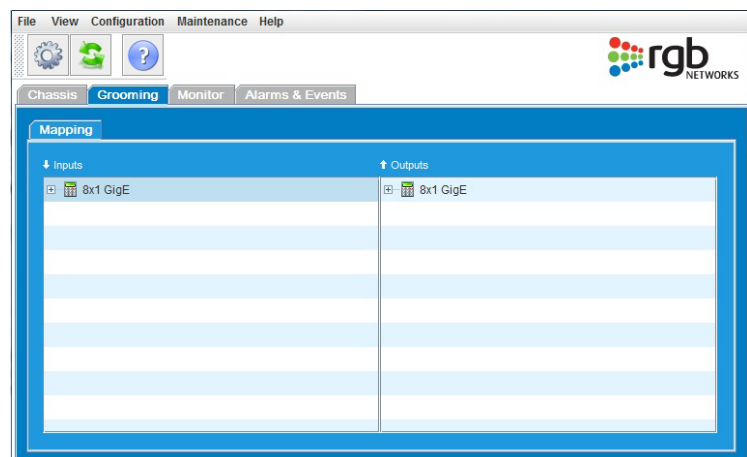 File View Configuration Maintenance Help
?
rgb
NETWORKS
Chassis Grooming Monitor Alarms & Events
Mapping
Inputs Outputs
8x1 GigE 8x1 GigE